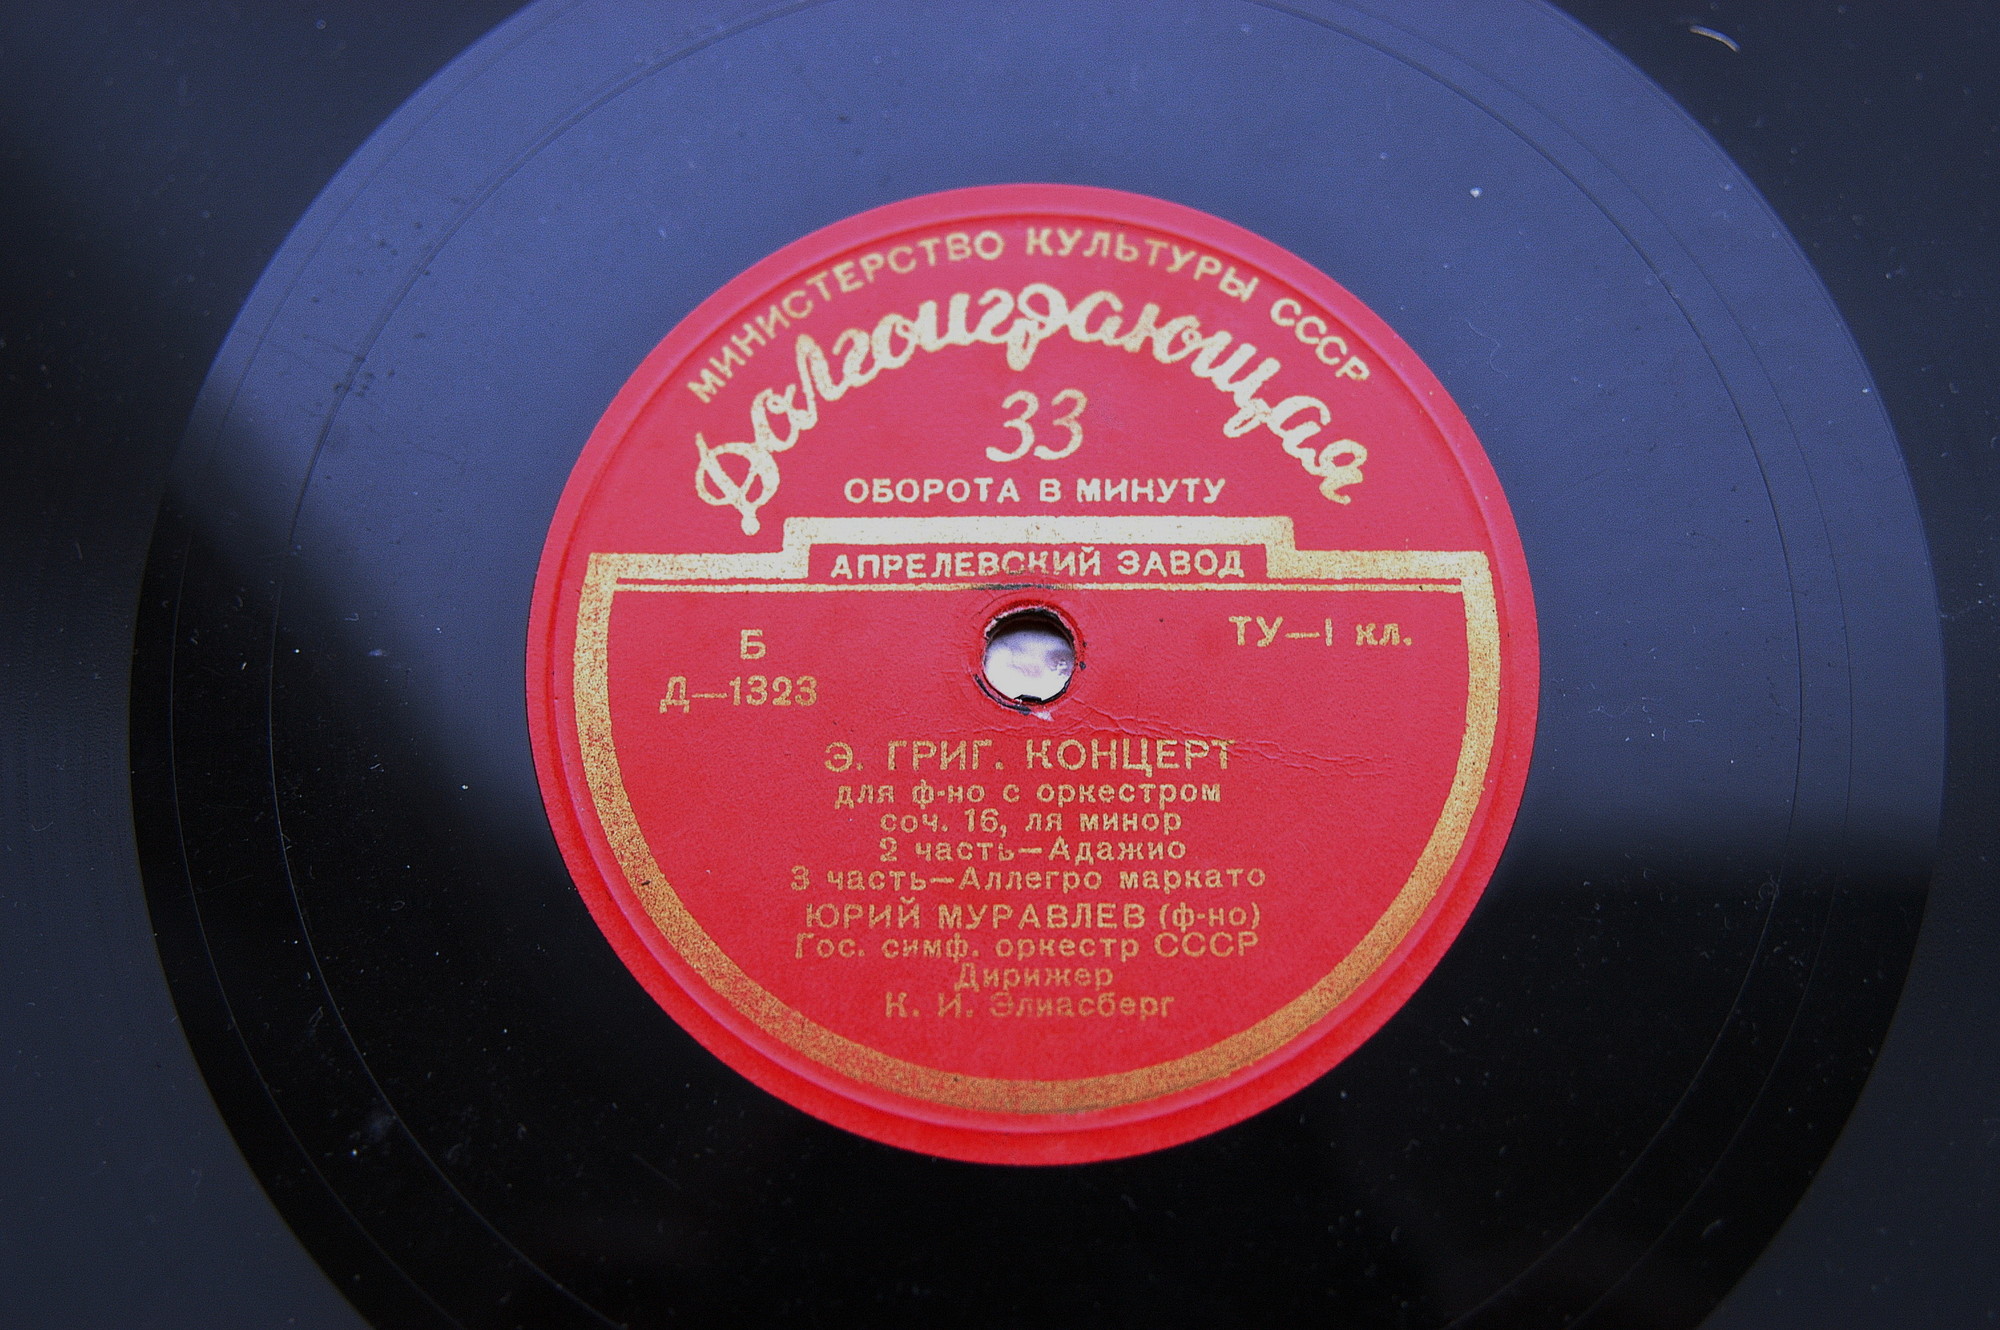 МИНИСТЕРСТВО КУЛЬТУРЫ СССР
Долгоиграющая
33
ОБОРОТА В МИНУТУ
АПРЕЛЕВСКИЙ ЗАВОД
Б
Д—1323
ТУ—1 кл.
Э. ГРИГ. КОНЦЕРТ
для ф-но с оркестром
соч. 16, ля минор
2 часть—Адажио
3 часть—Аллегро маркато
ЮРИЙ МУРАВЛЕВ (ф-но)
Гос. симф. оркестр СССР
Дирижер
К. И. Элиасберг